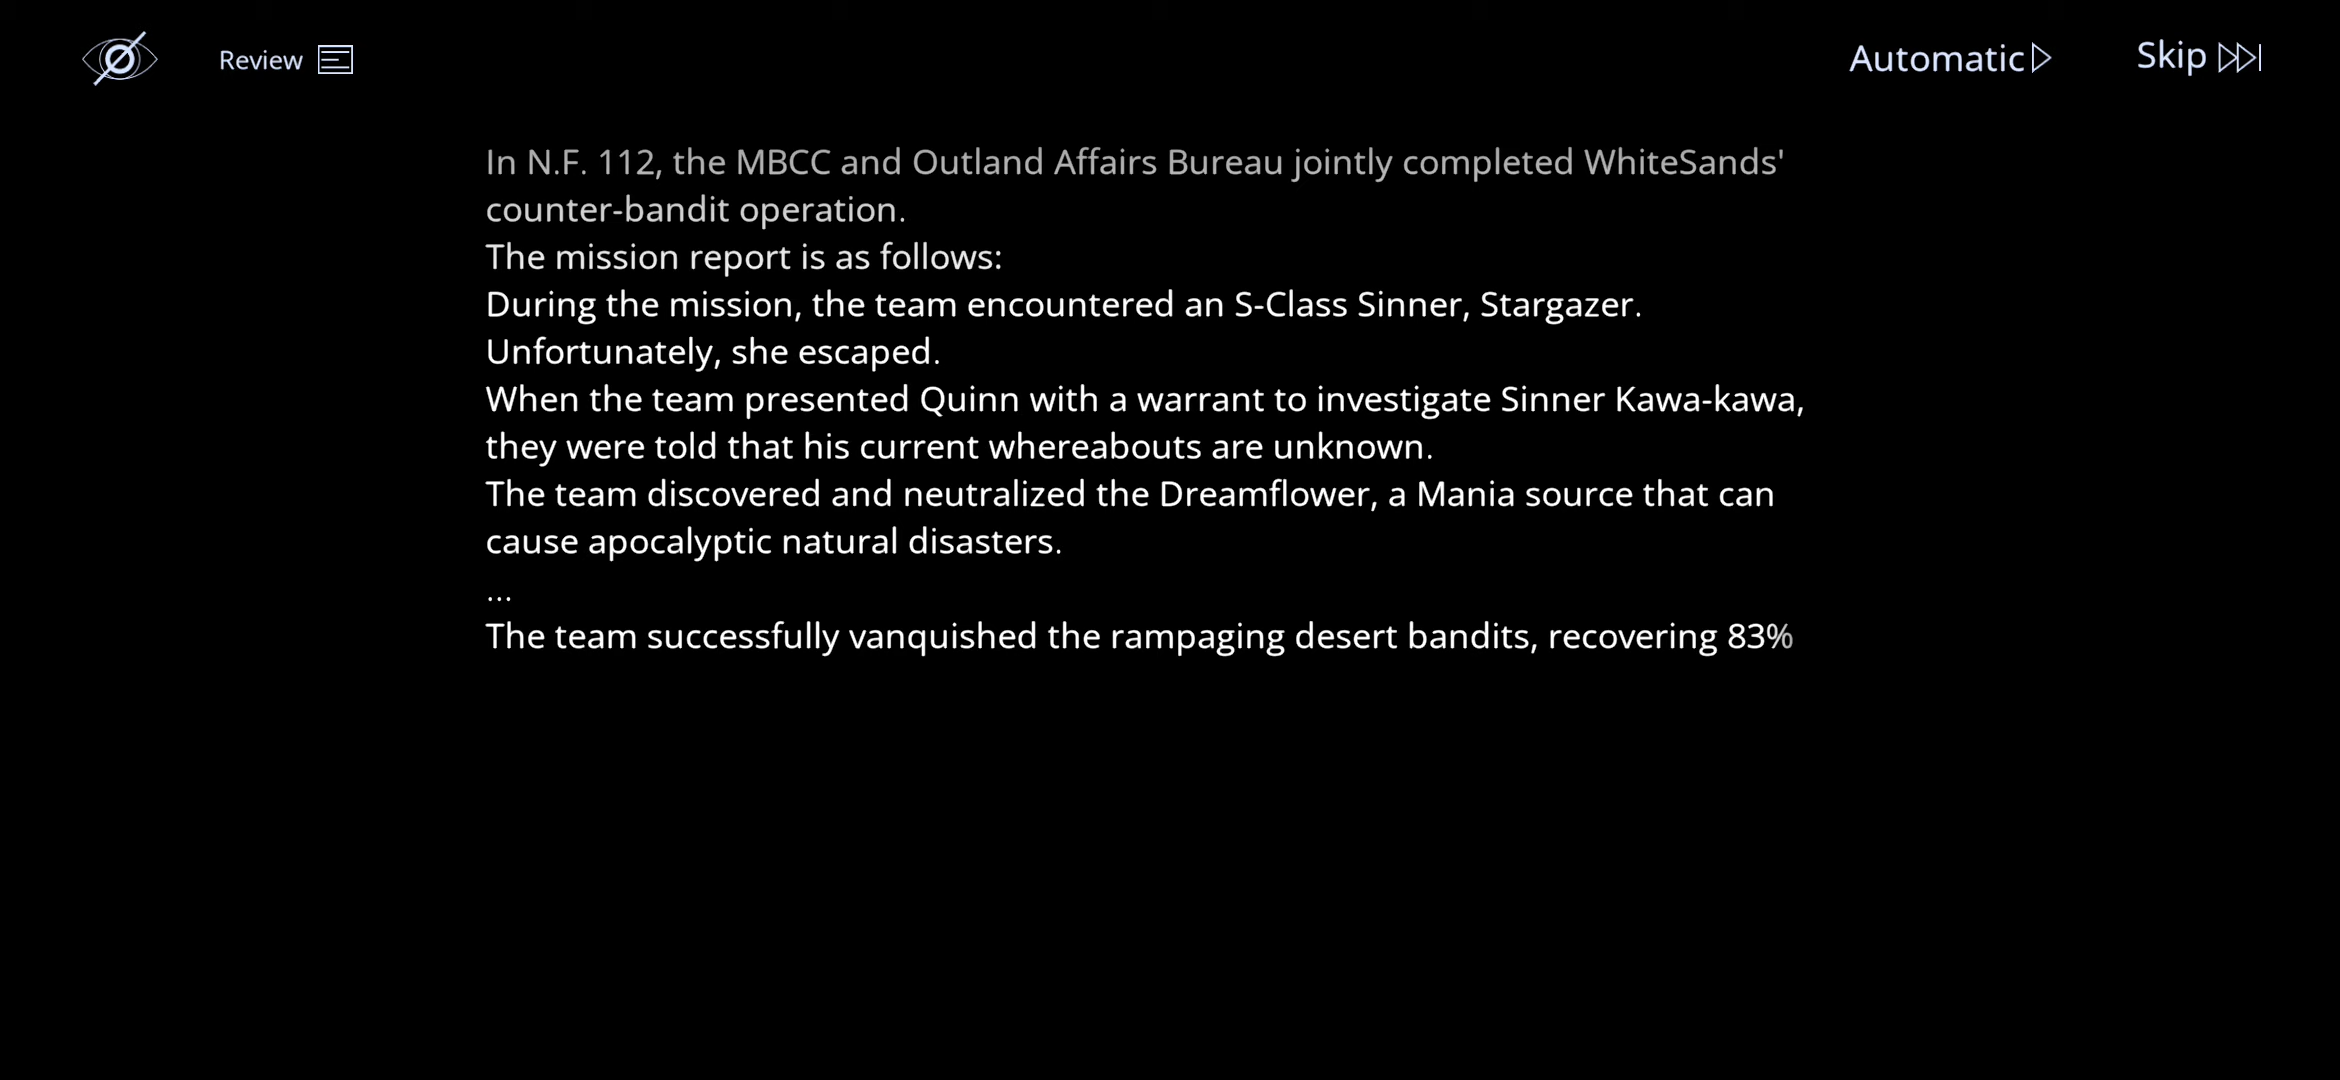 Review
Automatic
Skip
In N.F. 112, the MBCC and Outland Affairs Bureau jointly completed WhiteSands'
counter-bandit operation.
The mission report is as follows:
During the mission, the team encountered an S-Class Sinner, Stargazer.
Unfortunately, she escaped.
When the team presented Quinn with a warrant to investigate Sinner Kawa-kawa,
they were told that his current whereabouts are unknown.
The team discovered and neutralized the Dreamflower, a Mania source that can
cause apocalyptic natural disasters.
...
The team successfully vanquished the rampaging desert bandits, recovering 83%